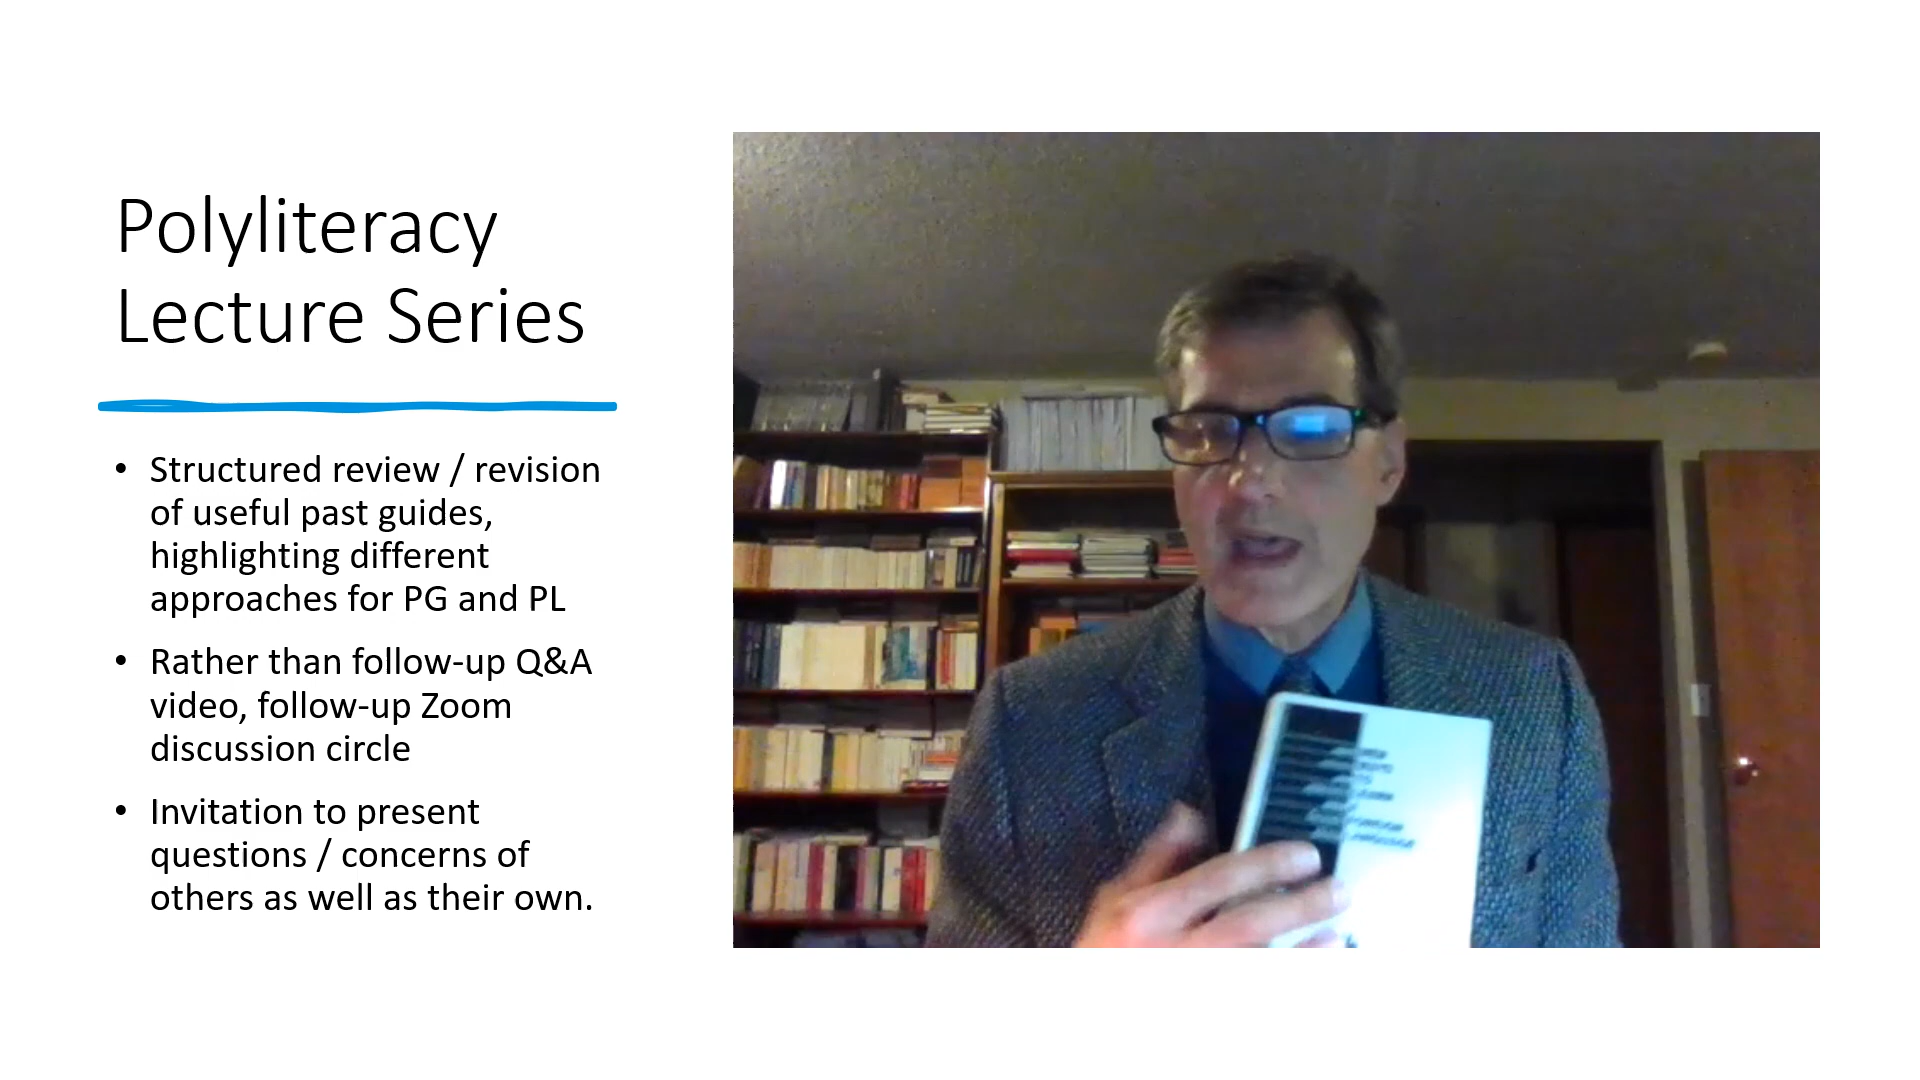 Polyliteracy
Lecture Series
• Structured review / revision
of useful past guides,
highlighting different
approaches for PG and PL
• Rather than follow-up Q&A
video, follow-up Zoom
discussion circle
• Invitation to present
questions / concerns of
others as well as their own.